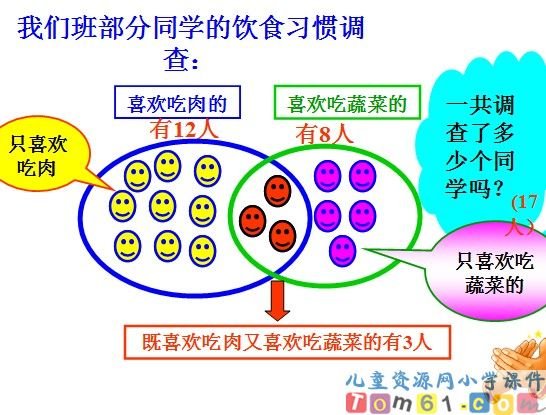 我们班部分同学的饮食习惯调
查：
喜欢吃肉的
喜欢吃蔬菜的
有12人
有8人
只喜欢
吃肉
一共调
查了多
少个同
学吗？
(17
人）
只喜欢吃
蔬菜的
既喜欢吃肉又喜欢吃蔬菜的有3人
儿童资源网小学课件
Tom61.com